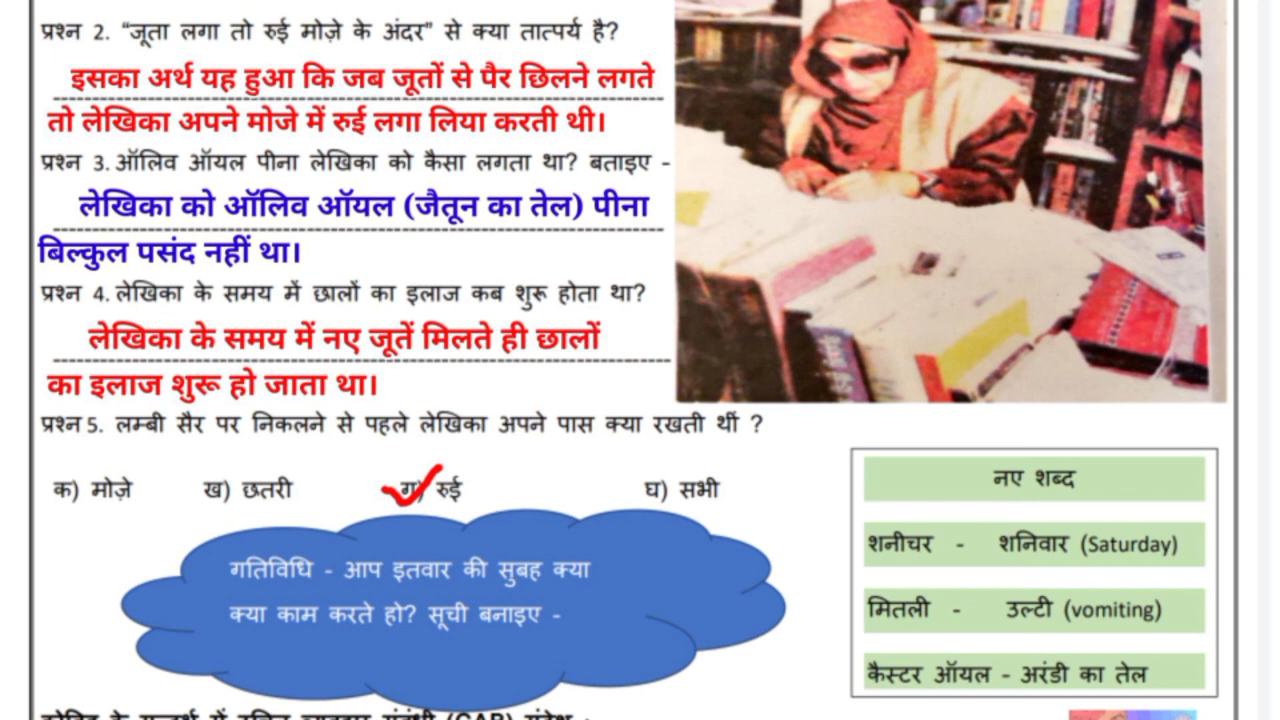 प्रश्न 2. “जूता लगा तो रुई मोज़े के अंदर” से क्या तात्पर्य है?
इसका अर्थ यह हुआ कि जब जूतों से पैर छिलने लगते
तो लेखिका अपने मोजे में रुई लगा लिया करती थी।
प्रश्न 3. ऑलिव ऑयल पीना लेखिका को कैसा लगता था? बताइए -
लेखिका को ऑलिव ऑयल (जैतून का तेल) पीना
बिल्कुल पसंद नहीं था।
प्रश्न 4. लेखिका के समय में छालों का इलाज कब शुरू होता था?
लेखिका के समय में नए जूतें मिलते ही छालों
का इलाज शुरू हो जाता था।
प्रश्न 5. लम्बी सैर पर निकलने से पहले लेखिका अपने पास क्या रखती थीं ?
क) मोज़े ख) छतरी ग) रुई घ) सभी
गतिविधि - आप इतवार की सुबह क्या
क्या काम करते हो? सूची बनाइए -
नए शब्द
शनीचर - शनिवार (Saturday)
मितली - उल्टी (vomiting)
कैस्टर ऑयल - अरंडी का तेल